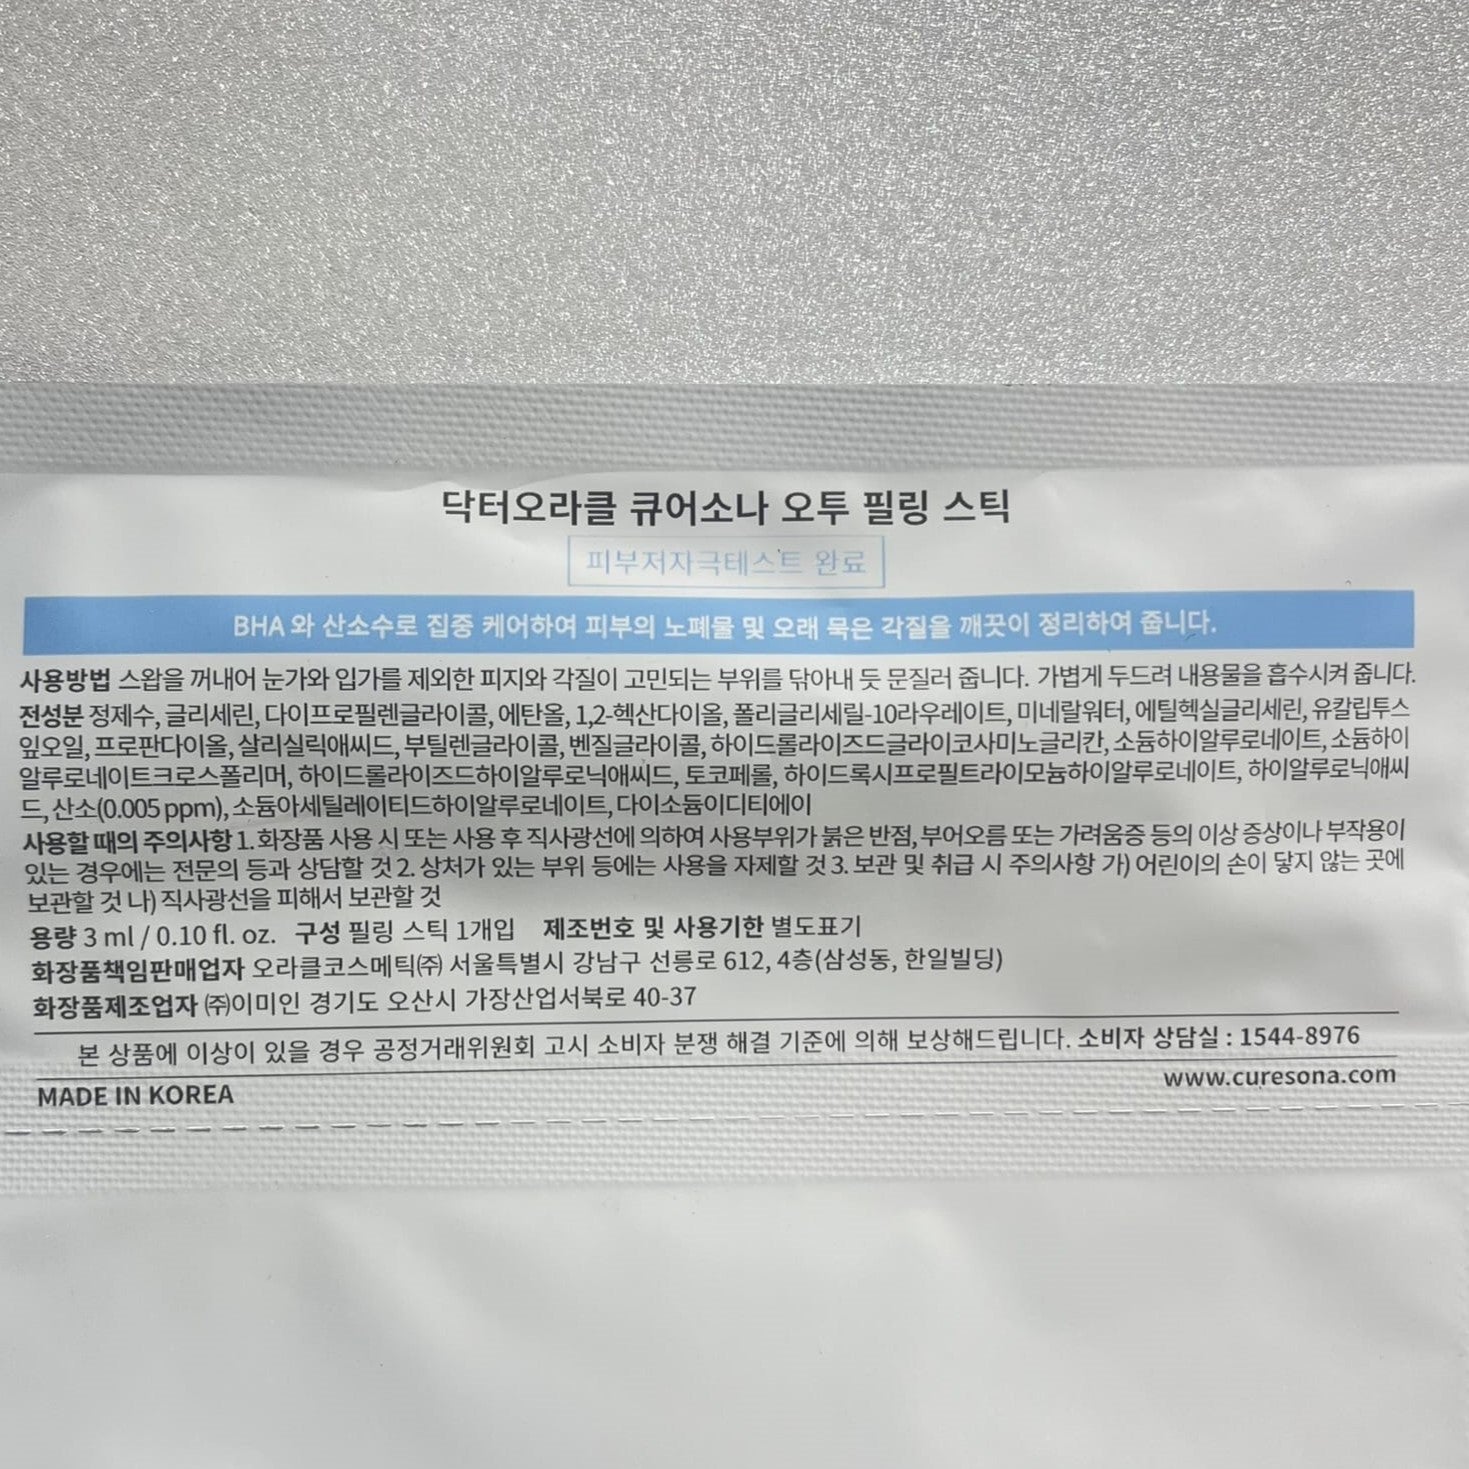 닥터오라클 큐어소나 오투 필링 스틱
피부저자극테스트 완료
BHA 와 산소수로 집중 케어하여 피부의 노폐물 및 오래 묵은 각질을 깨끗이 정리하여 줍니다.
사용방법 스왑을 꺼내어 눈가와 입가를 제외한 피지와 각질이 고민되는 부위를 닦아내 듯 문질러 줍니다. 가볍게 두드려 내용물을 흡수시켜 줍니다.
전성분 정제수, 글리세린, 다이프로필렌글라이콜, 에탄올, 1,2-헥산다이올, 폴리글리세릴-10라우레이트, 미네랄워터, 에틸헥실글리세린, 유칼립투스
잎오일, 프로판다이올, 살리실릭애씨드, 부틸렌글라이콜, 벤질글라이콜, 하이드롤라이즈드글라이코사미노글리칸, 소듐하이알루로네이트, 소듐하이
알루로네이트크로스폴리머, 하이드롤라이즈드하이알루로닉애씨드, 토코페롤, 하이드록시프로필트라이모늄하이알루로네이트, 하이알루로닉애씨
드, 산소(0.005 ppm), 소듐아세틸레이티드하이알루로네이트, 다이소듐이디티에이
사용할 때의 주의사항 1. 화장품 사용 시 또는 사용 후 직사광선에 의하여 사용부위가 붉은 반점, 부어오름 또는 가려움증 등의 이상 증상이나 부작용이
있는 경우에는 전문의 등과 상담할 것 2. 상처가 있는 부위 등에는 사용을 자제할 것 3. 보관 및 취급 시 주의사항 가) 어린이의 손이 닿지 않는 곳에
보관할 것 나) 직사광선을 피해서 보관할 것
용량 3 ml / 0.10 fl. oz. 구성 필링 스틱 1개입 제조번호 및 사용기한 별도표기
화장품책임판매업자 오라클코스메틱㈜ 서울특별시 강남구 선릉로 612, 4층(삼성동, 한일빌딩)
화장품제조업자 ㈜이미인 경기도 오산시 가장산업서북로 40-37
본 상품에 이상이 있을 경우 공정거래위원회 고시 소비자 분쟁 해결 기준에 의해 보상해드립니다. 소비자 상담실 : 1544-8976
MADE IN KOREA
www.curesona.com